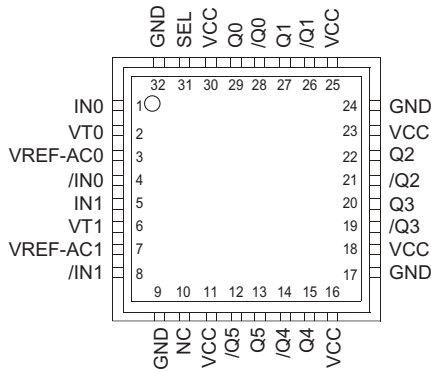 GND SEL VCC Q0 /Q0 Q1 /Q1 VCC
32 31 30 29 28 27 26 25
IN0 1 24 GND
VT0 2 23 VCC
VREF-AC0 3 22 Q2
/IN0 4 21 /Q2
IN1 5 20 Q3
VT1 6 19 /Q3
VREF-AC1 7 18 VCC
/IN1 8 17 GND
9 10 11 12 13 14 15 16
GND NC VCC /Q5 Q5 /Q4 Q4 VCC